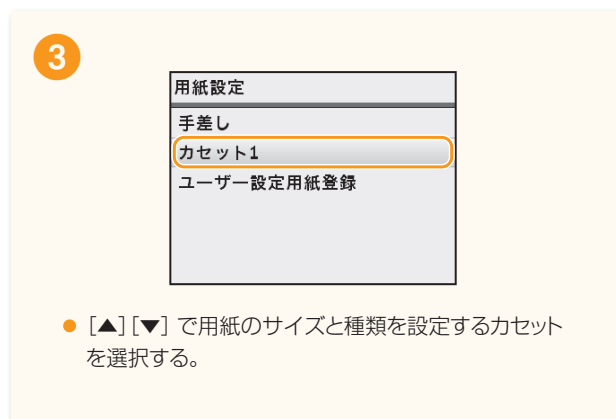 3
用紙設定
手差し
カセット1
ユーザー設定用紙登録
● [▲][▼] で用紙のサイズと種類を設定するカセット
を選択する。